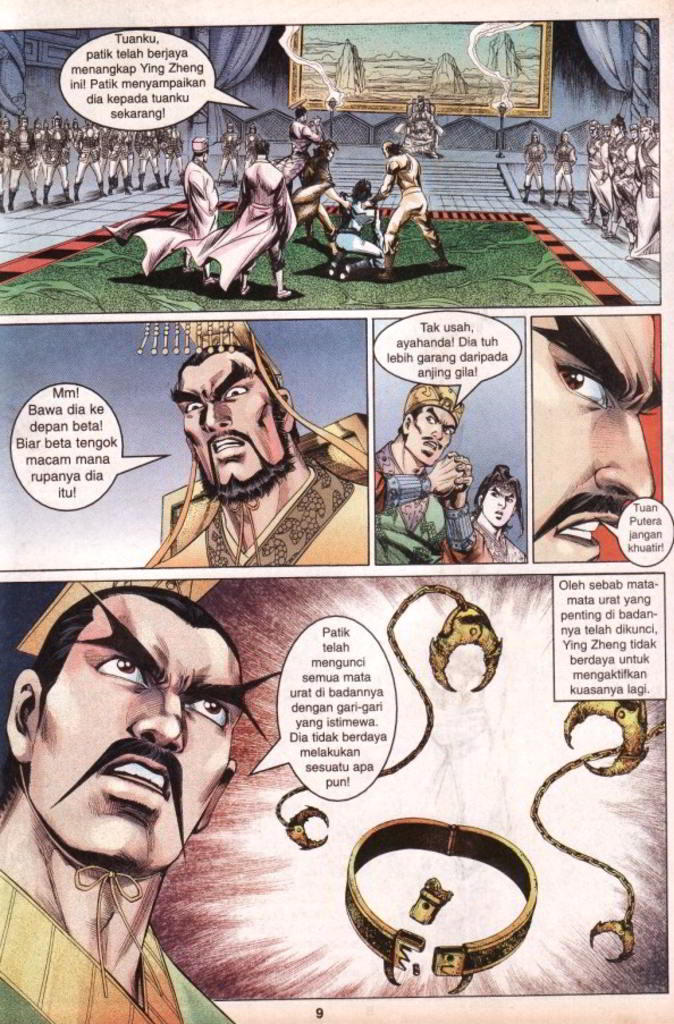 Tuanku,
patik telah berjaya
menangkap Ying Zheng
ini! Patik menyampaikan
dia kepada tuanku
sekarang!
Mm!
Bawa dia ke
depan beta!
Biar beta tengok
macam mana
rupanya dia
itu!
Tak usah,
ayahanda! Dia tuh
lebih garang daripada
anjing gila!
Tuan
Putera
jangan
khuatir!
Patik
telah
mengunci
semua mata
urat di badannya
dengan gari-gari
yang istimewa.
Dia tidak berdaya
melakukan
sesuatu apa
pun!
Oleh sebab mata-
mata urat yang
penting di badan-
nya telah dikunci,
Ying Zheng tidak
berdaya untuk
mengaktifkan
kuasanya lagi.
9